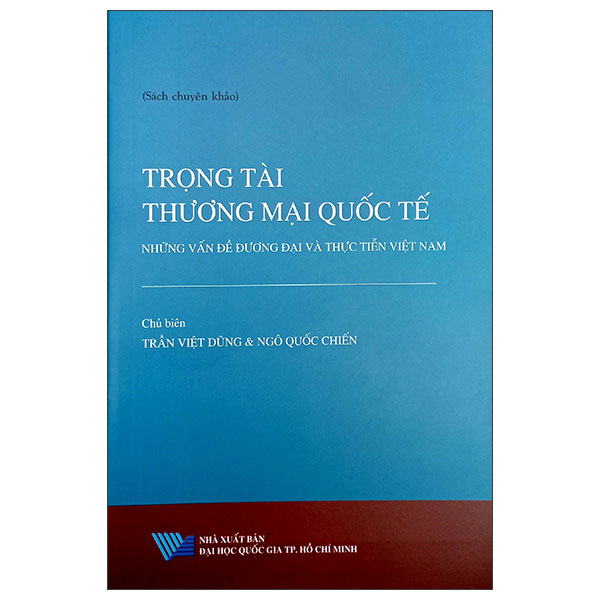 (Sách chuyên khảo)
TRỌNG TÀI
THƯƠNG MẠI QUỐC TẾ
NHỮNG VẤN ĐỀ ĐƯƠNG ĐẠI VÀ THỰC TIỄN VIỆT NAM
Chủ biên
TRẦN VIỆT DŨNG & NGÔ QUỐC CHIẾN
NHÀ XUẤT BẢN
ĐẠI HỌC QUỐC GIA TP. HỒ CHÍ MINH